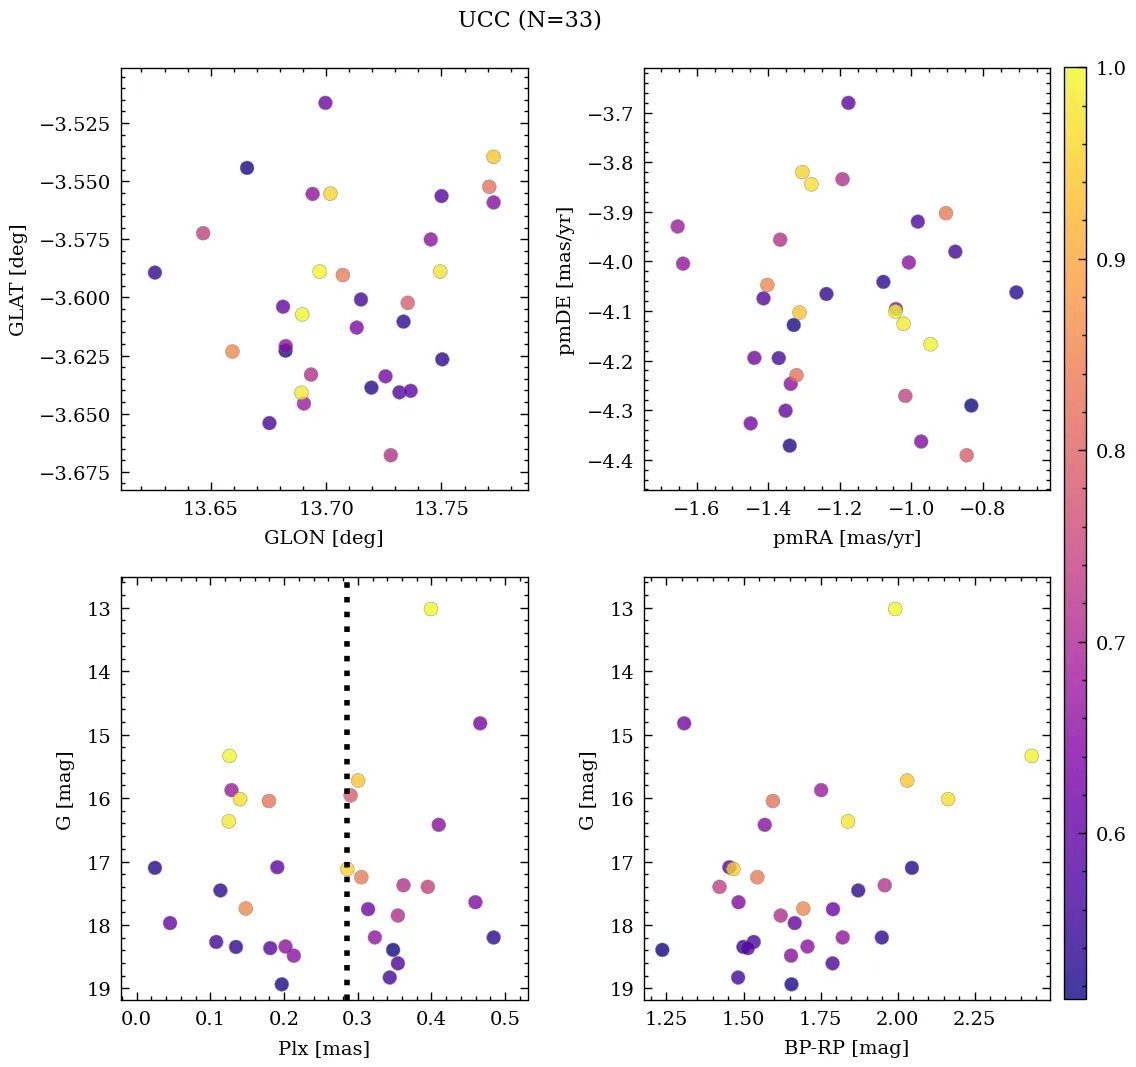 UCC (N=33)
−3.525
−3.550
−3.575
−3.600
−3.625
−3.650
−3.675
GLAT [deg]
13.65 13.70 13.75
GLON [deg]
−3.7
−3.8
−3.9
−4.0
−4.1
−4.2
−4.3
−4.4
pmDE [mas/yr]
−1.6 −1.4 −1.2 −1.0 −0.8
pmRA [mas/yr]
1.0
0.9
0.8
0.7
0.6
13
14
15
16
17
18
19
G [mag]
0.0 0.1 0.2 0.3 0.4 0.5
Plx [mas]
13
14
15
16
17
18
19
G [mag]
1.25 1.50 1.75 2.00 2.25
BP-RP [mag]